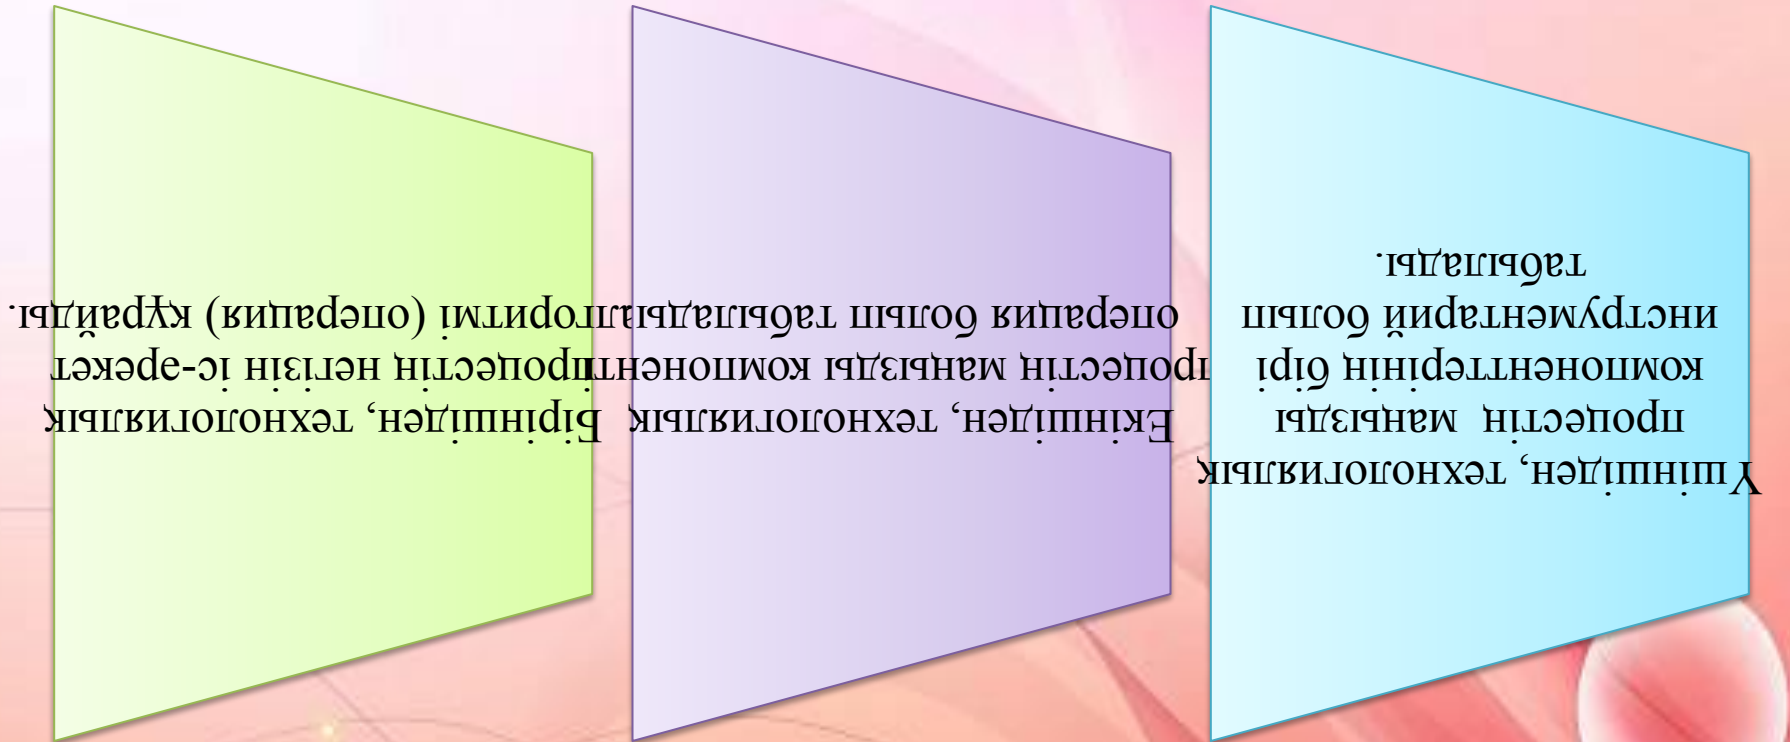 Біріншіден, технологиялық
процестің негізін іс-әрекет
алгоритмі (операция) құрайды.
Екіншіден, технологиялық
процестің маңызды компоненті
операция болып табылады
Үшіншіден, технологиялық
процестің маңызды
компоненттерінің бірі
инструментарий болып
табылады.